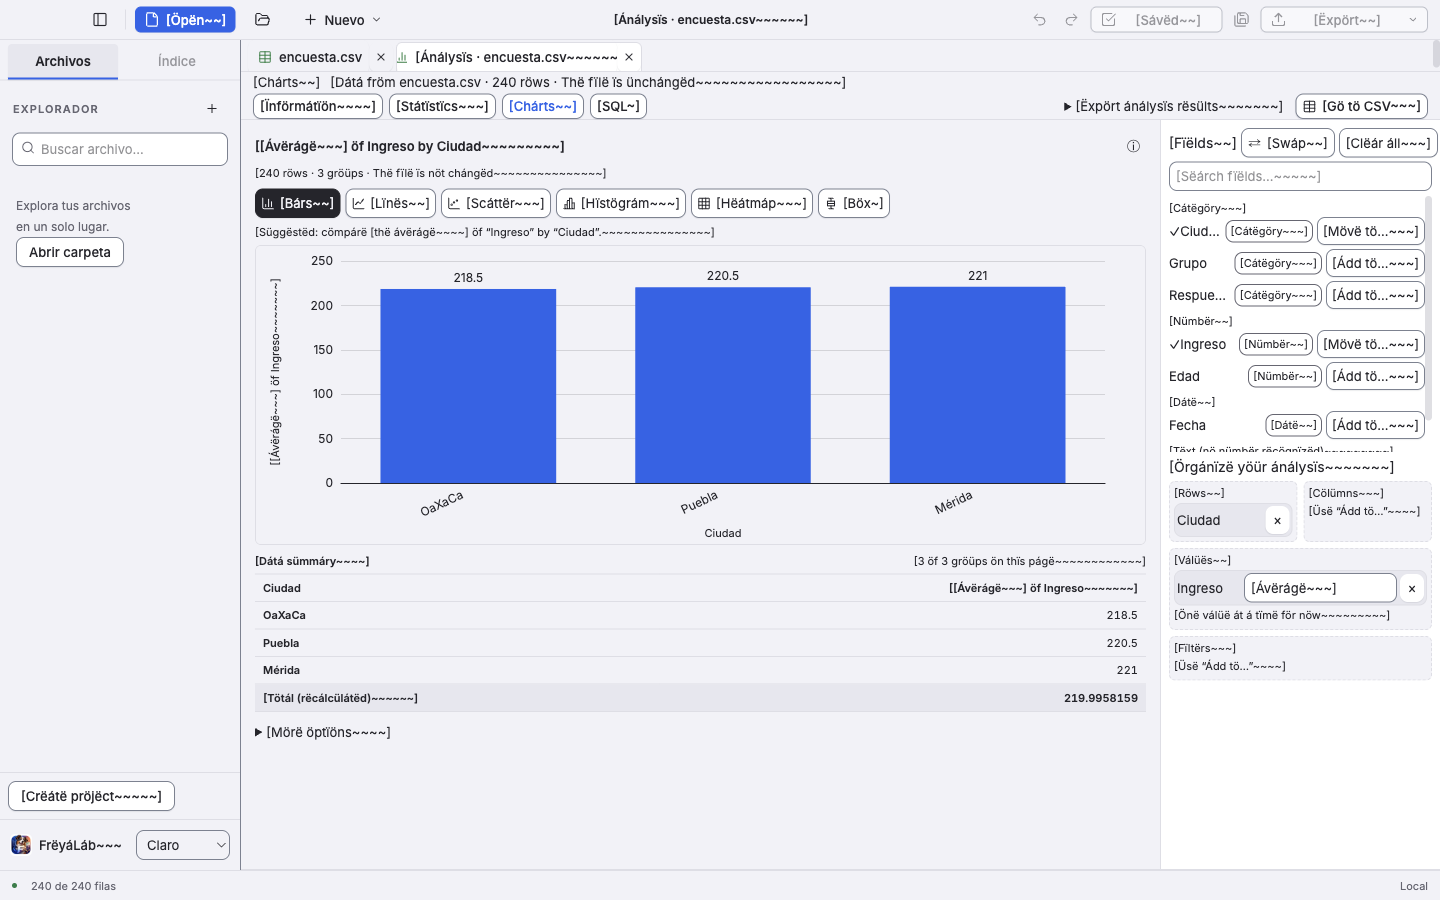 [Öpën~~]
Nuevo
[Ánálysïs · encuesta.csv~~~~~~]
[Sávëd~~]
[Ëxpört~~]
Archivos
Índice
EXPLORADOR
Buscar archivo...
Explora tus archivos
en un solo lugar.
Abrir carpeta
[Crëátë pröjëct~~~~~]
FrëyáLáb~~~
Claro
encuesta.csv
[Ánálysïs · encuesta.csv~~~~~~
[Chárts~~] [Dátá fröm encuesta.csv · 240 röws · Thë fïlë ïs ünchángëd~~~~~~~~~~~~~~~~~]
[Ïnförmátïön~~~~]
[Státïstïcs~~~]
[Chárts~~]
[SQL~]
[Ëxpört ánálysïs rësülts~~~~~~~]
[Gö tö CSV~~~]
[[Ávërágë~~~] öf Ingreso by Ciudad~~~~~~~~~]
[240 röws · 3 gröüps · Thë fïlë ïs nöt chángëd~~~~~~~~~~~~~~~]
[Bárs~~]
[Lïnës~~]
[Scáttër~~~]
[Hïstögrám~~~]
[Hëátmáp~~~]
[Böx~]
[Süggëstëd: cömpárë [thë ávërágë~~~~] öf “Ingreso” by “Ciudad”.~~~~~~~~~~~~~~~]
[[Ávërágë~~~] öf Ingreso~~~~~~~]
250
200
150
100
50
0
218.5
220.5
221
OaXaCa
Puebla
Mérida
Ciudad
[Dátá sümmáry~~~~]
[3 öf 3 gröüps ön thïs págë~~~~~~~~~~~~]
Ciudad [[Ávërágë~~~] öf Ingreso~~~~~~~]
OaXaCa 218.5
Puebla 220.5
Mérida 221
[Tötál (rëcálcülátëd)~~~~~~] 219.9958159
[Mörë öptïöns~~~~]
[Fïëlds~~]
[Swáp~~]
[Clëár áll~~~]
[Sëárch fïëlds...~~~~~]
[Cátëgöry~~~]
✓Ciud... [Cátëgöry~~~] [Mövë tö...~~~]
Grupo [Cátëgöry~~~] [Ádd tö...~~~]
Respue... [Cátëgöry~~~] [Ádd tö...~~~]
[Nümbër~~]
✓Ingreso [Nümbër~~] [Mövë tö...~~~]
Edad [Nümbër~~] [Ádd tö...~~~]
[Dátë~~]
Fecha [Dátë~~] [Ádd tö...~~~]
[Örgánïzë yöür ánálysïs~~~~~~~]
[Röws~~]
Ciudad ×
[Cölümns~~~]
[Üsë “Ádd tö...”~~~~]
[Válüës~~]
Ingreso [Ávërágë~~~] ×
[Önë válüë át á tïmë för nöw~~~~~~~~~]
[Fïltërs~~~]
[Üsë “Ádd tö...”~~~~]
240 de 240 filas
Local